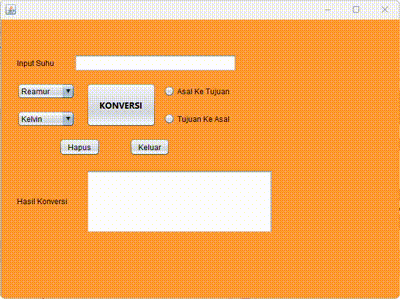 Input Suhu
Reamur
KONVERSI
Asal Ke Tujuan
Kelvin
Tujuan Ke Asal
Hapus
Keluar
Hasil Konversi